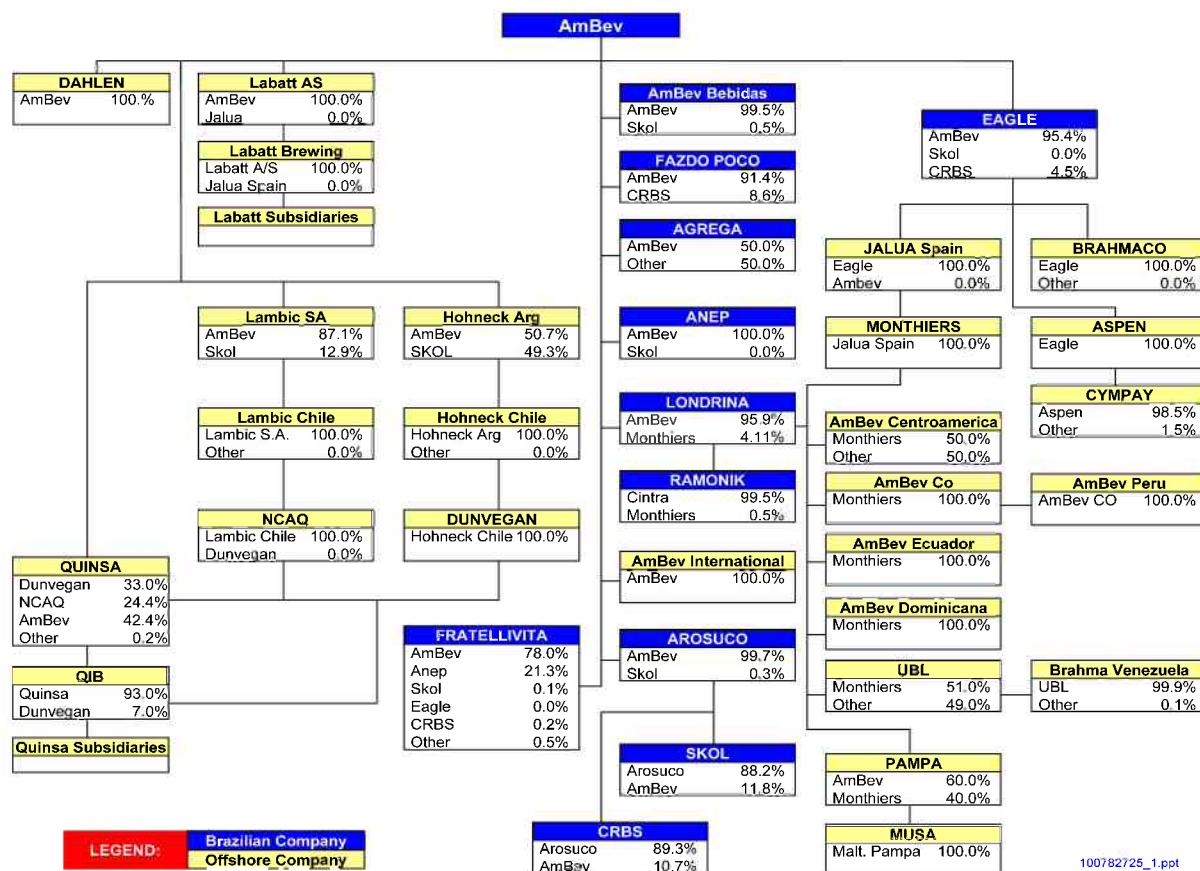 AmBev
DAHLEN
AmBev 100.%
Labatt AS
AmBev 100.0%
Jalua 0.0%
Labatt Brewing
Labatt A/S 100.0%
Jalua Spain 0.0%
Labatt Subsidiaries
Lambic SA
AmBev 87.1%
Skol 12.9%
Hohneck Arg
AmBev 50.7%
SKOL 49.3%
Lambic Chile
Lambic S.A. 100.0%
Other 0.0%
Hohneck Chile
Hohneck Arg 100.0%
Other 0.0%
NCAQ
Lambic Chile 100.0%
Dunvegan 0.0%
DUNVEGAN
Hohneck Chile 100.0%
QUINSA
Dunvegan 33.0%
NCAQ 24.4%
AmBev 42.4%
Other 0.2%
QIB
Quinsa 93.0%
Dunvegan 7.0%
Quinsa Subsidiaries
FRATELLIVITA
AmBev 78.0%
Anep 21.3%
Skol 0.1%
Eagle 0.0%
CRBS 0.2%
Other 0.5%
AmBev Bebidas
AmBev 99.5%
Skol 0.5%
FAZDO POCO
AmBev 91.4%
CRBS 8.6%
AGREGA
AmBev 50.0%
Other 50.0%
ANEP
AmBev 100.0%
Skol 0.0%
LONDRINA
AmBev 95.9%
Monthiers 4.11%
RAMONIK
Cintra 99.5%
Monthiers 0.5%
AmBev International
AmBev 100.0%
AROSUCO
AmBev 99.7%
Skol 0.3%
SKOL
Arosuco 88.2%
AmBev 11.8%
CRBS
Arosuco 89.3%
AmBev 10.7%
EAGLE
AmBev 95.4%
Skol 0.0%
CRBS 4.5%
JALUA Spain
Eagle 100.0%
Ambev 0.0%
BRAHMACO
Eagle 100.0%
Other 0.0%
MONTHIERS
Jalua Spain 100.0%
ASPEN
Eagle 100.0%
CYMPAY
Aspen 98.5%
Other 1.5%
AmBev Centroamerica
Monthiers 50.0%
Other 50.0%
AmBev Co
Monthiers 100.0%
AmBev Peru
AmBev CO 100.0%
AmBev Ecuador
Monthiers 100.0%
AmBev Dominicana
Monthiers 100.0%
UBL
Monthiers 51.0%
Other 49.0%
Brahma Venezuela
UBL 99.9%
Other 0.1%
PAMPA
AmBev 60.0%
Monthiers 40.0%
MUSA
Malt. Pampa 100.0%
LEGEND:
Brazilian Company
Offshore Company
100782725_1.ppt